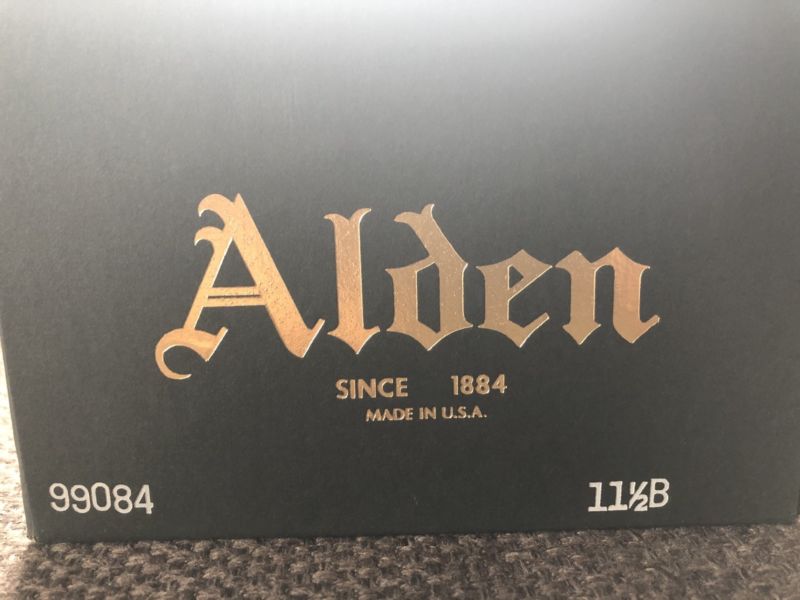 Alden
SINCE 1884
MADE IN U.S.A.
99084 11½B